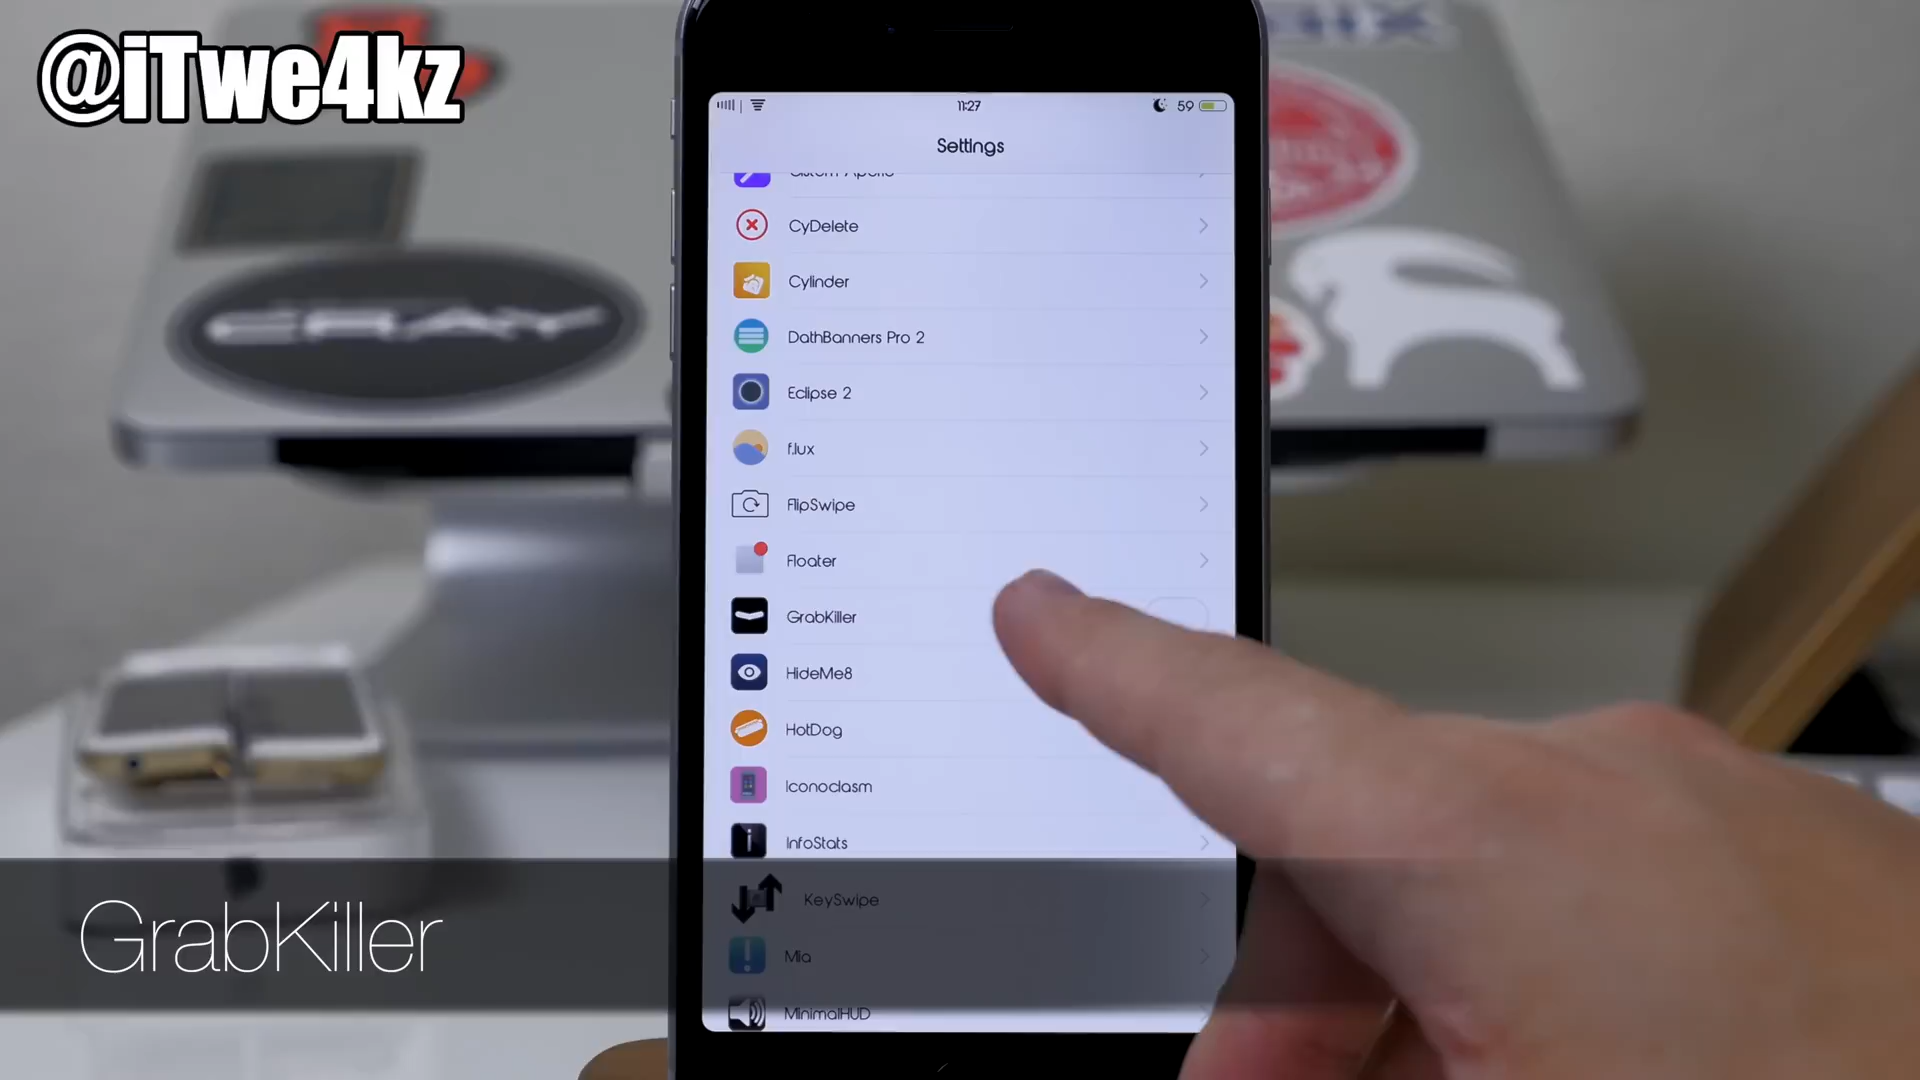 @iTwe4kz
11:27
59
Settings
CyDelete
Cylinder
DathBanners Pro 2
Eclipse 2
f.lux
FlipSwipe
Floater
GrabKiller
HideMe8
HotDog
Iconoclasm
InfoStats
KeySwipe
Mia
MinimalHUD
GrabKiller
CRAY